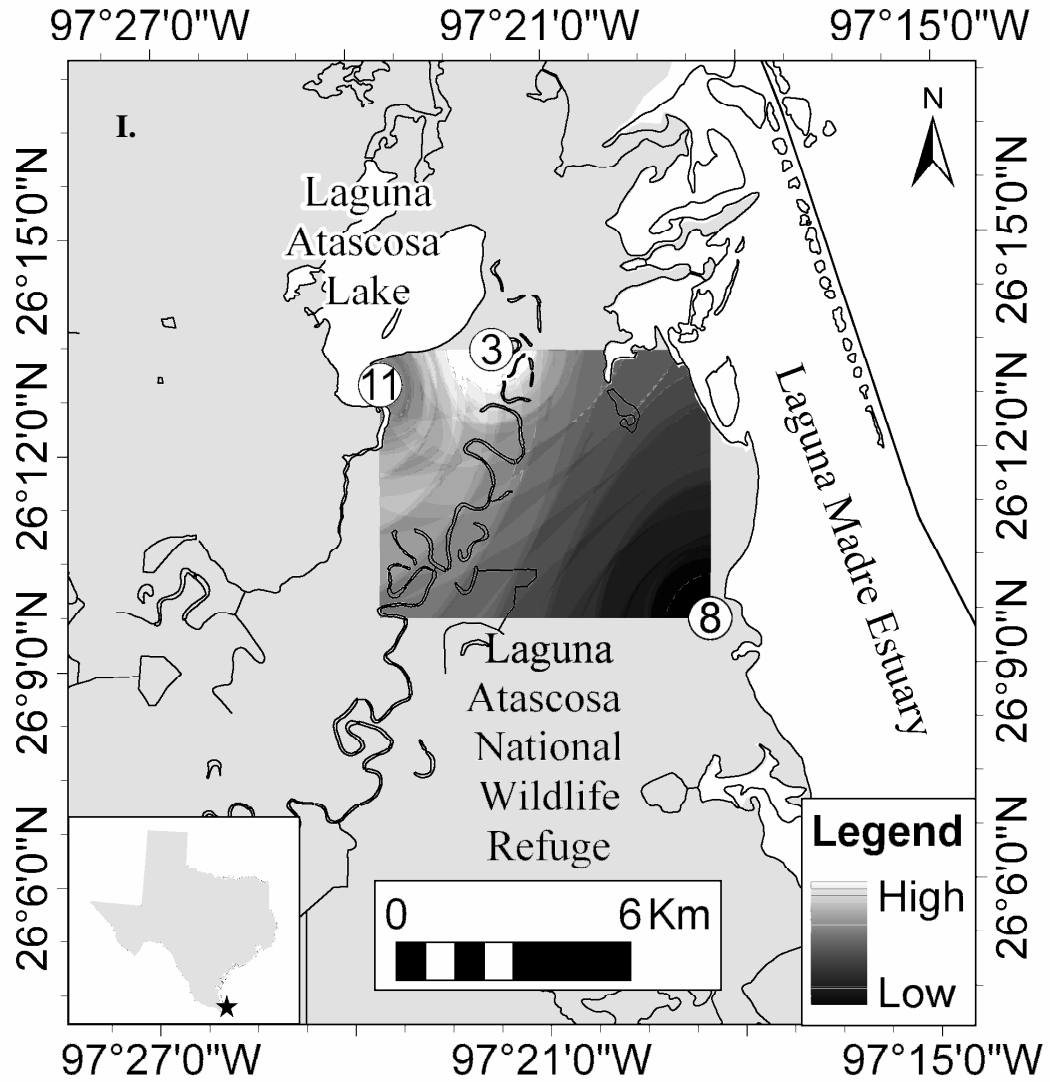 97°27'0"W 97°21'0"W 97°15'0"W
I.
N
26°15'0"N
26°12'0"N
26°9'0"N
26°6'0"N
26°15'0"N
26°12'0"N
26°9'0"N
26°6'0"N
Laguna
Atascosa
Lake
3
11
8
Laguna Madre Estuary
Laguna
Atascosa
National
Wildlife
Refuge
Legend
High
Low
0 6 Km
97°27'0"W 97°21'0"W 97°15'0"W